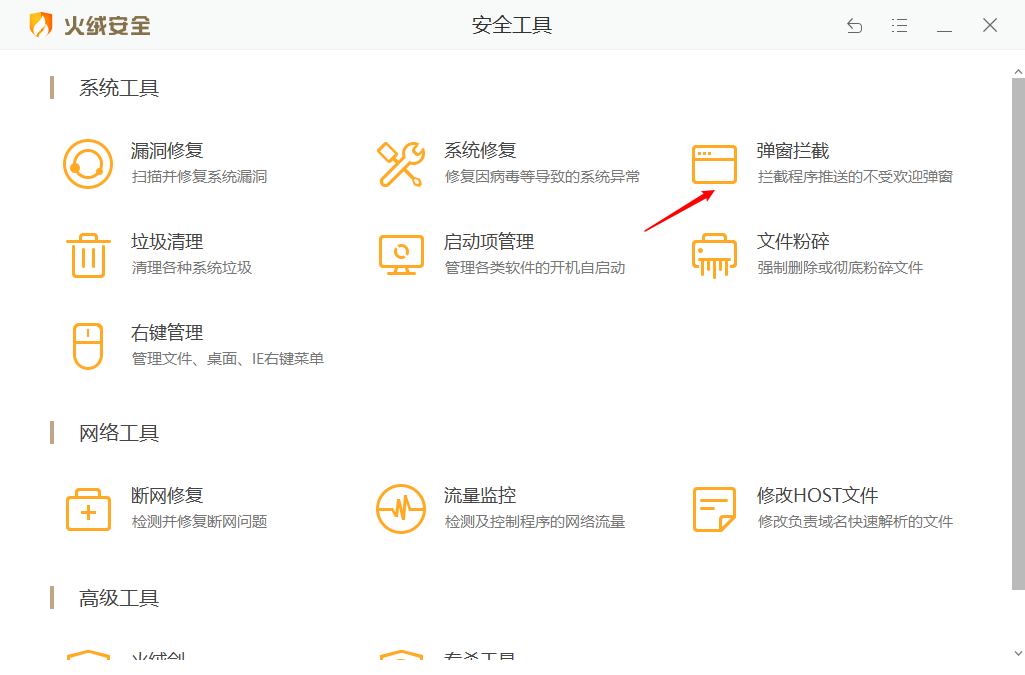 火绒安全
安全工具
系统工具
漏洞修复
扫描并修复系统漏洞
系统修复
修复因病毒等导致的系统异常
弹窗拦截
拦截程序推送的不受欢迎弹窗
垃圾清理
清理各种系统垃圾
启动项管理
管理各类软件的开机自启动
文件粉碎
强制删除或彻底粉碎文件
右键管理
管理文件、桌面、IE右键菜单
网络工具
断网修复
检测并修复断网问题
流量监控
检测及控制程序的网络流量
修改HOST文件
修改负责域名快速解析的文件
高级工具
火绒剑
专杀工具